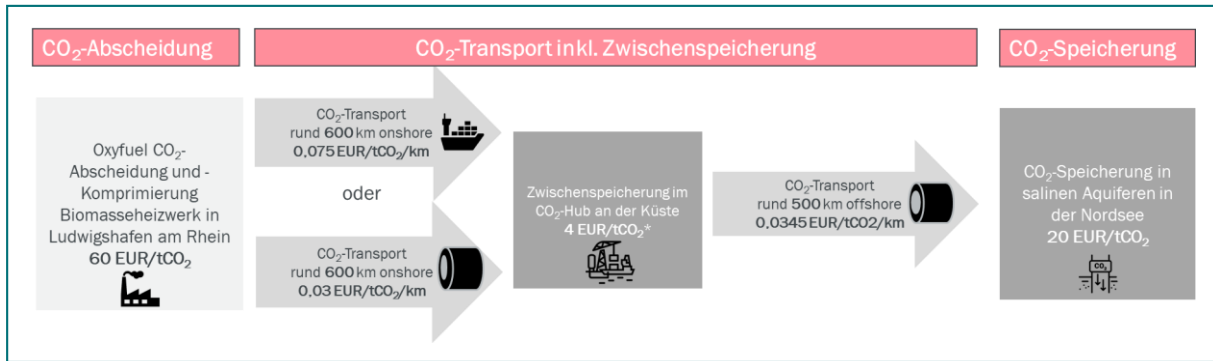 CO₂-Abscheidung
CO₂-Transport inkl. Zwischenspeicherung
CO₂-Speicherung
Oxyfuel CO₂-
Abscheidung und -
Komprimierung
Biomasseheizwerk in
Ludwigshafen am Rhein
60 EUR/tCO₂
CO₂-Transport
rund 600 km onshore
0,075 EUR/tCO₂/km
oder
CO₂-Transport
rund 600 km onshore
0,03 EUR/tCO₂/km
Zwischenspeicherung im
CO₂-Hub an der Küste
4 EUR/tCO₂*
CO₂-Transport
rund 500 km offshore
0,0345 EUR/tCO2/km
CO₂-Speicherung in
salinen Aquiferen in
der Nordsee
20 EUR/tCO₂
CO₂